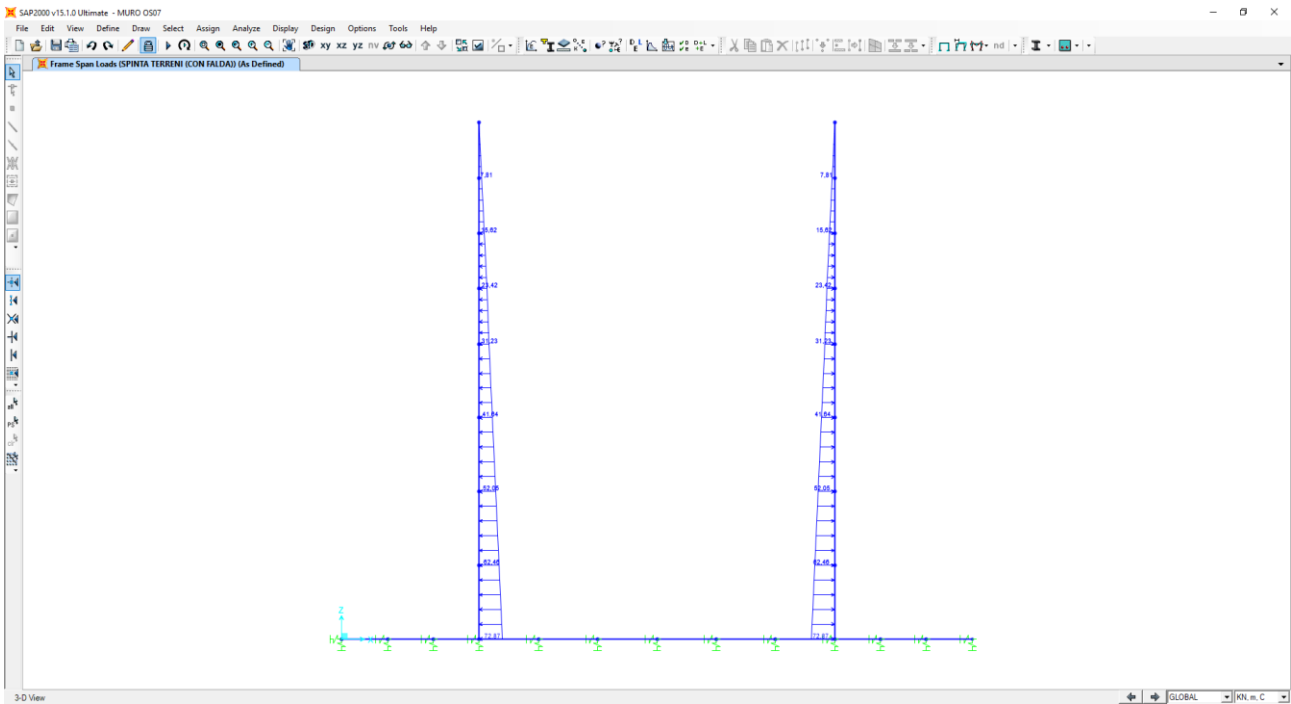 SAP2000 v15.1.0 Ultimate - MURO OS07
File Edit View Define Draw Select Assign Analyze Display Design Options Tools Help
xy xz yz nv nd
Frame Span Loads (SPINTA TERRENI (CON FALDA)) (As Defined)
7,81 7,81
15,62 15,62
23,42 23,42
31,23 31,23
41,64 41,64
52,05 52,05
62,46 62,46
Z
72,87 72,87
3-D View GLOBAL KN, m, C